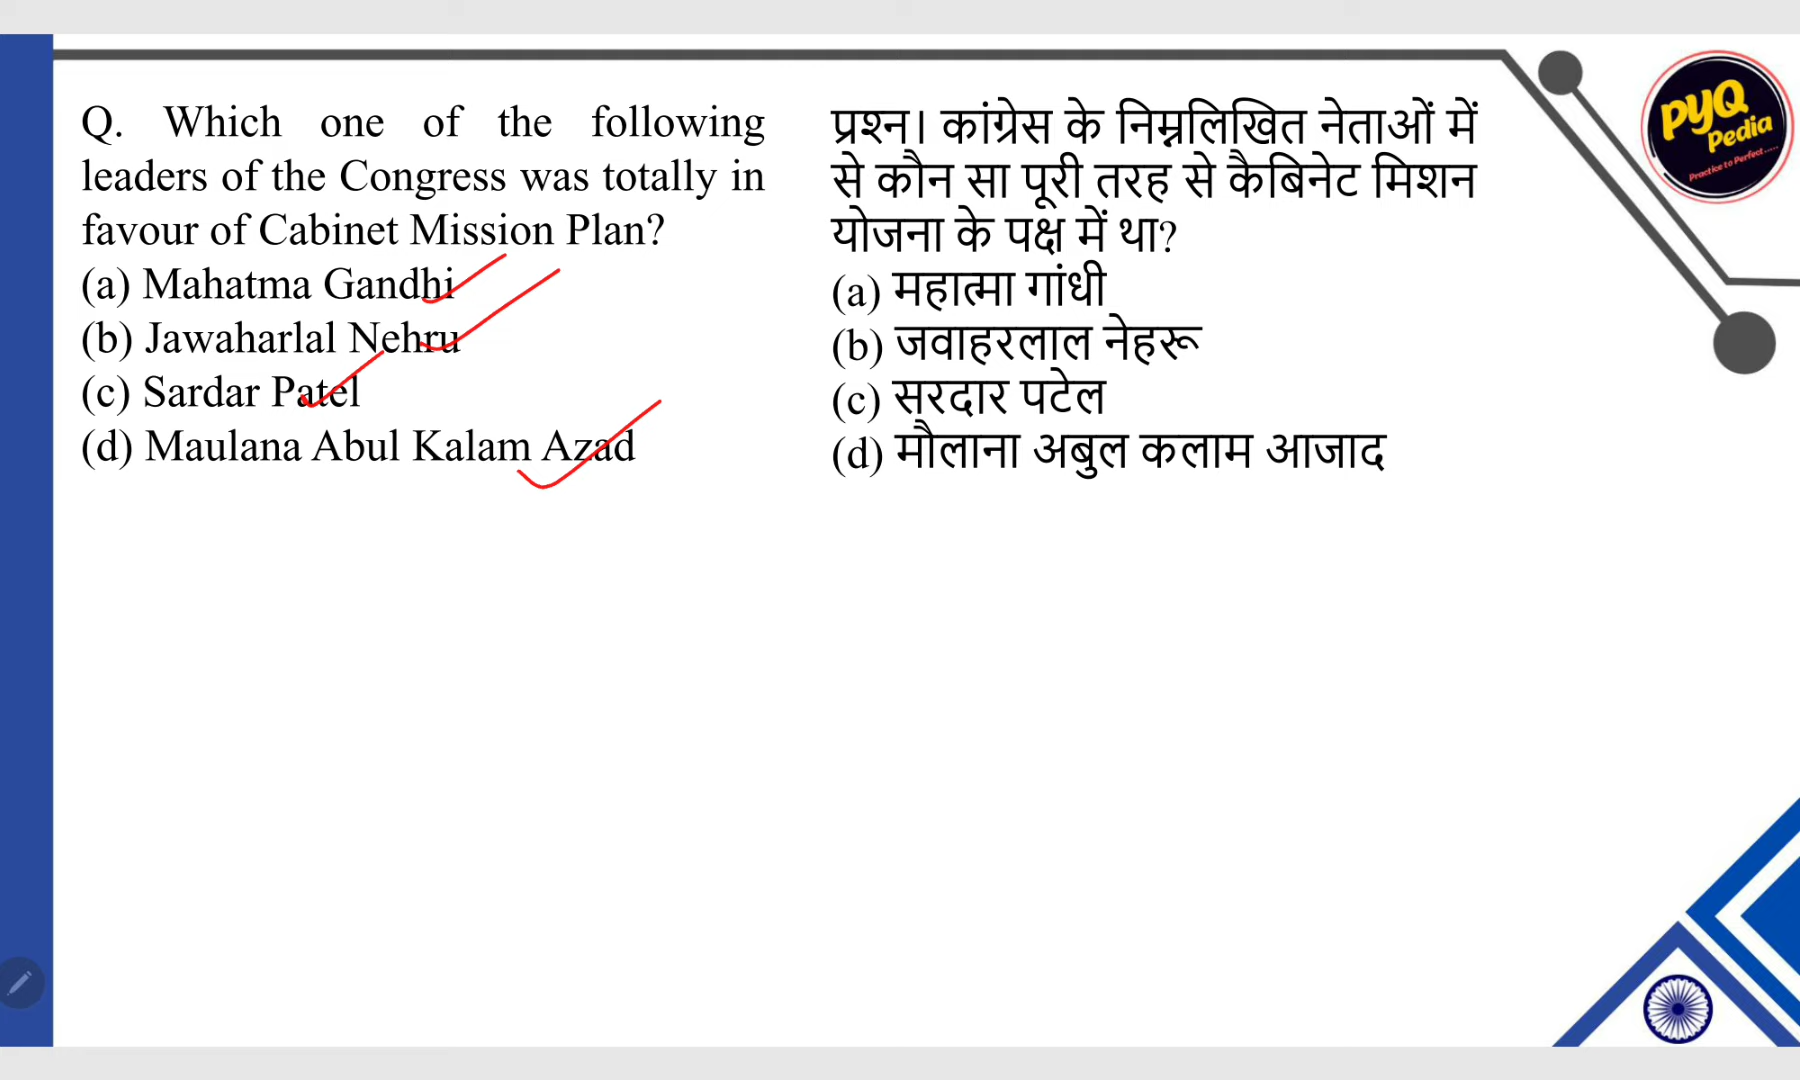 Q. Which one of the following
leaders of the Congress was totally in
favour of Cabinet Mission Plan?
(a) Mahatma Gandhi
(b) Jawaharlal Nehru
(c) Sardar Patel
(d) Maulana Abul Kalam Azad
प्रश्न। कांग्रेस के निम्नलिखित नेताओं में
से कौन सा पूरी तरह से कैबिनेट मिशन
योजना के पक्ष में था?
(a) महात्मा गांधी
(b) जवाहरलाल नेहरू
(c) सरदार पटेल
(d) मौलाना अबुल कलाम आजाद
PYQ
Pedia
Practice to Perfect.....